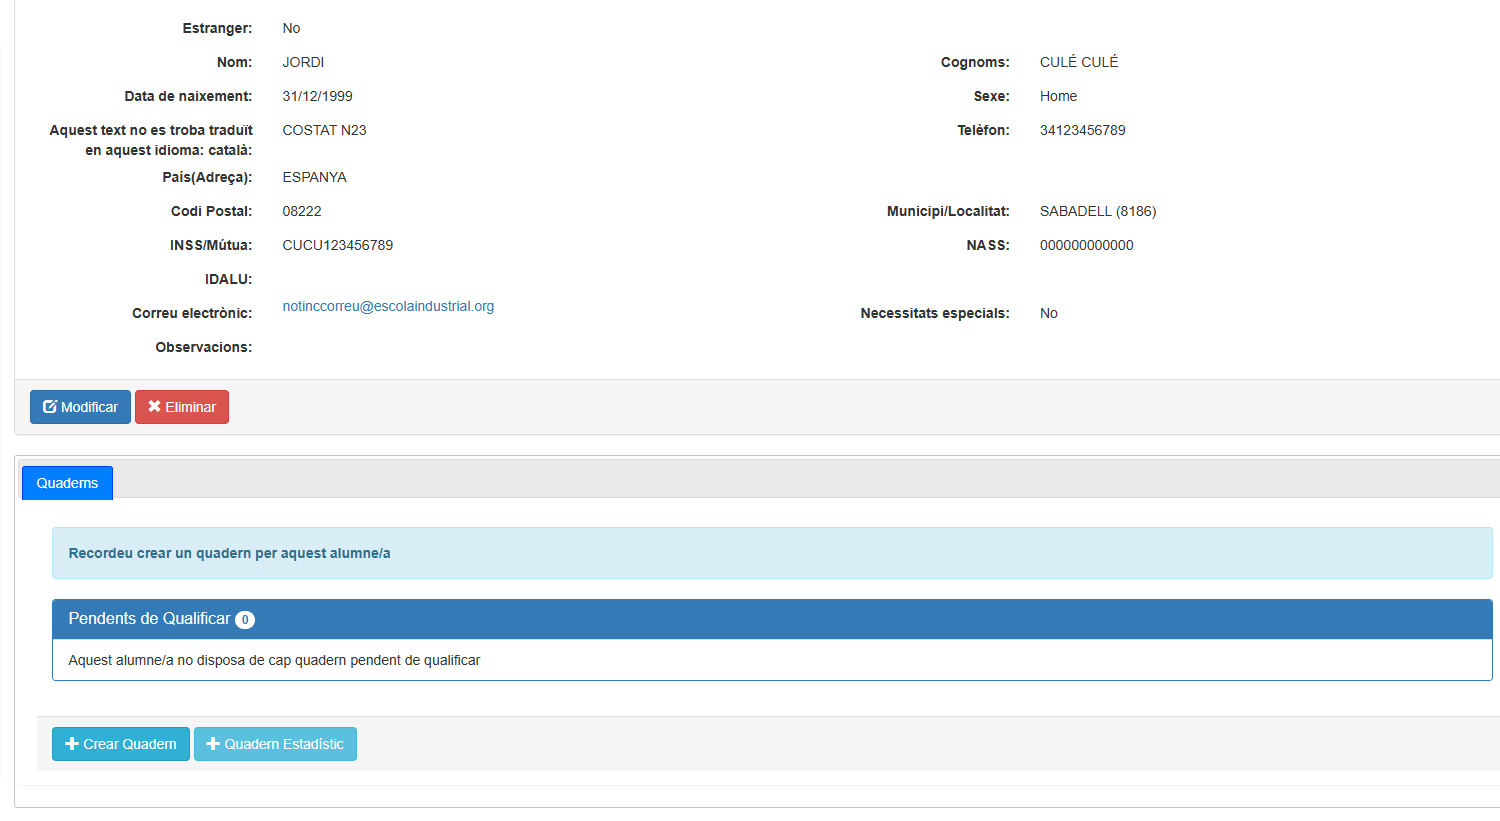 Estranger: No
Nom: JORDI Cognoms: CULÉ CULÉ
Data de naixement: 31/12/1999 Sexe: Home
Aquest text no es troba traduït COSTAT N23 Telèfon: 34123456789
en aquest idioma: català:
País(Adreça): ESPANYA
Codi Postal: 08222 Municipi/Localitat: SABADELL (8186)
INSS/Mútua: CUCU123456789 NASS: 000000000000
IDALU:
Correu electrònic: notinccorreu@escolaindustrial.org Necessitats especials: No
Observacions:
Modificar Eliminar
Quaderns
Recordeu crear un quadern per aquest alumne/a
Pendents de Qualificar 0
Aquest alumne/a no disposa de cap quadern pendent de qualificar
Crear Quadern Quadern Estadístic